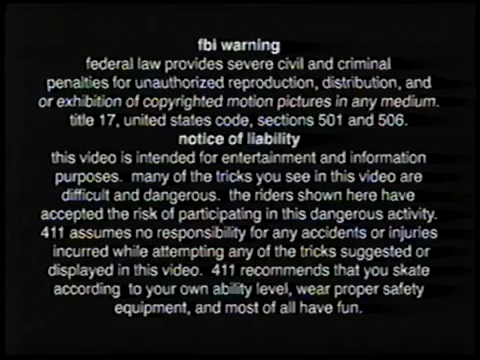 fbi warning
federal law provides severe civil and criminal
penalties for unauthorized reproduction, distribution, and
or exhibition of copyrighted motion pictures in any medium.
title 17, united states code, sections 501 and 506.
notice of liability
this video is intended for entertainment and information
purposes. many of the tricks you see in this video are
difficult and dangerous. the riders shown here have
accepted the risk of participating in this dangerous activity.
411 assumes no responsibility for any accidents or injuries
incurred while attempting any of the tricks suggested or
displayed in this video. 411 recommends that you skate
according to your own ability level, wear proper safety
equipment, and most of all have fun.